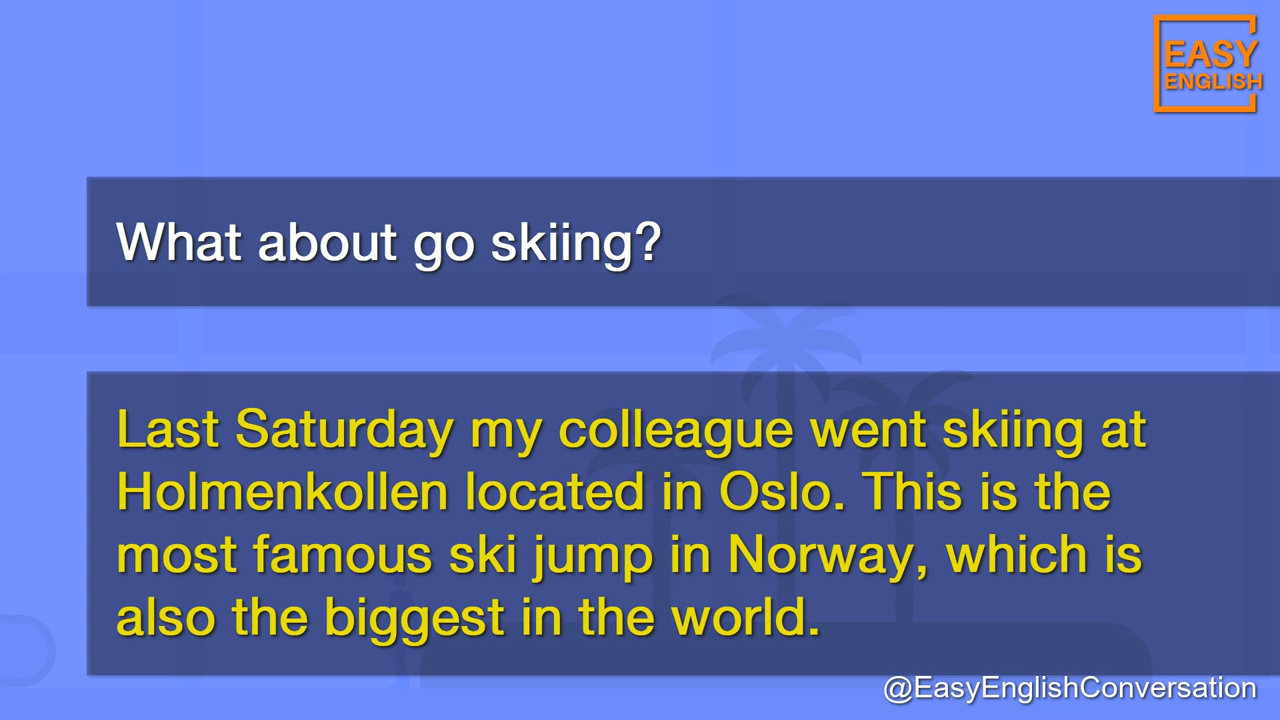 EASY
ENGLISH
What about go skiing?
Last Saturday my colleague went skiing at
Holmenkollen located in Oslo. This is the
most famous ski jump in Norway, which is
also the biggest in the world.
@EasyEnglishConversation